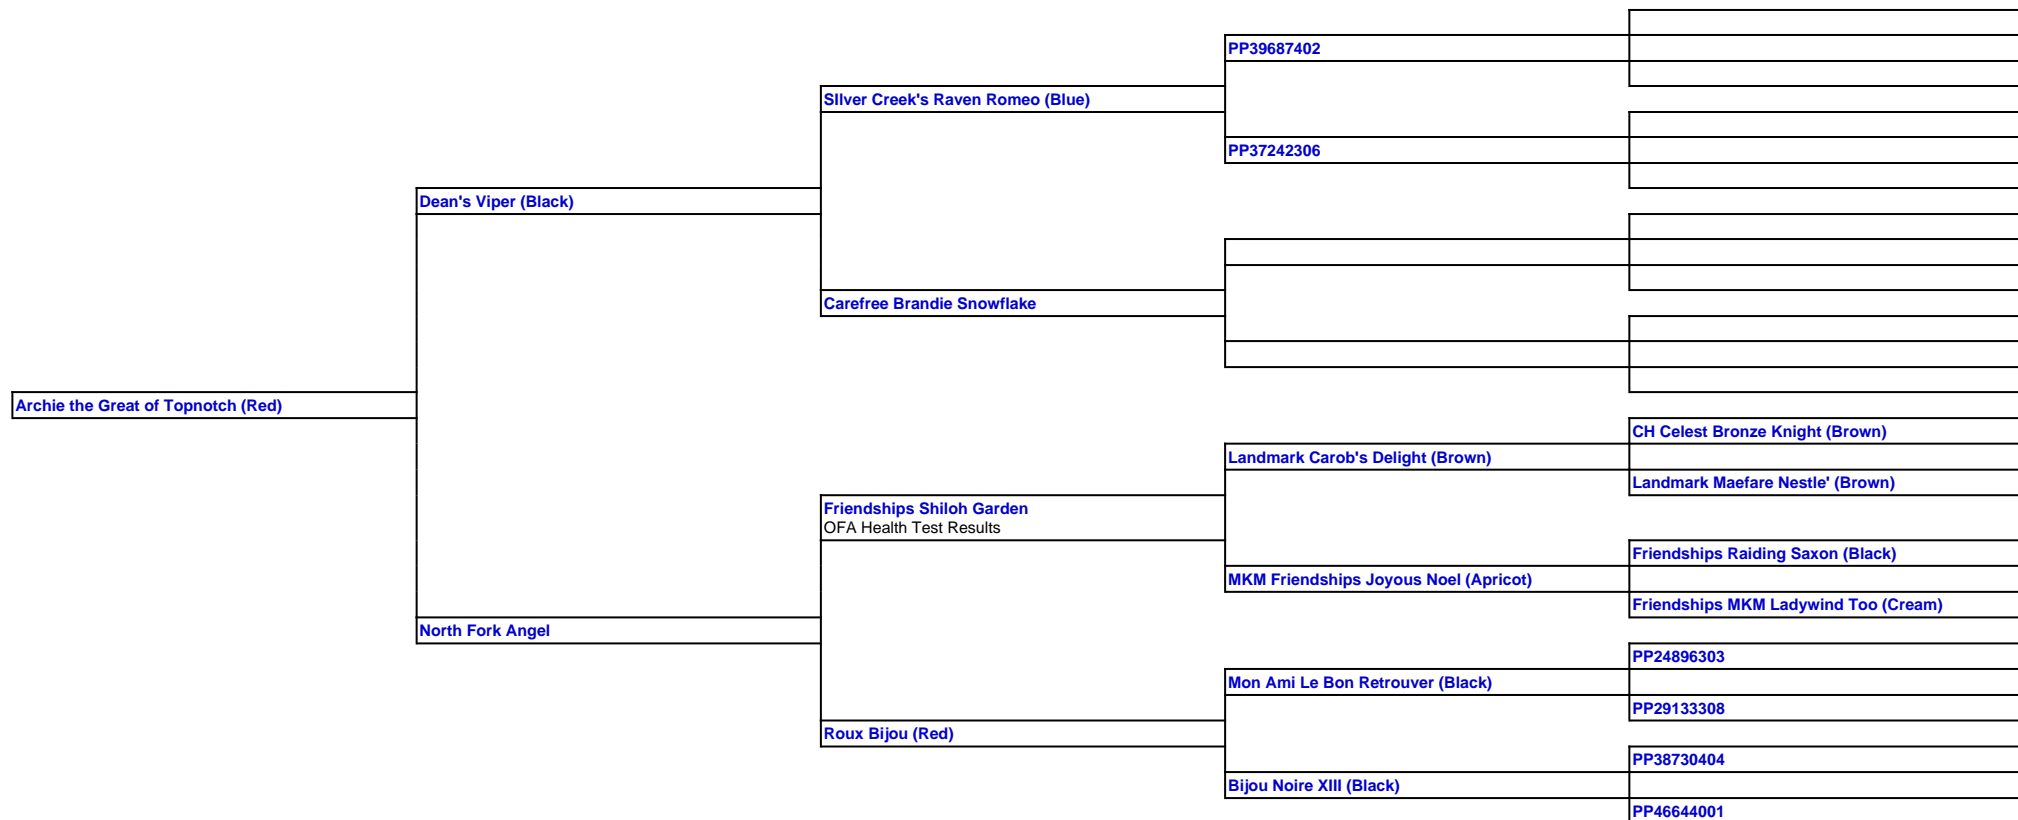 PP39687402
SIlver Creek's Raven Romeo (Blue)
PP37242306
Dean's Viper (Black)
Carefree Brandie Snowflake
Archie the Great of Topnotch (Red)
CH Celest Bronze Knight (Brown)
Landmark Carob's Delight (Brown)
Landmark Maefare Nestle' (Brown)
Friendships Shiloh Garden
OFA Health Test Results
Friendships Raiding Saxon (Black)
MKM Friendships Joyous Noel (Apricot)
Friendships MKM Ladywind Too (Cream)
North Fork Angel
PP24896303
Mon Ami Le Bon Retrouver (Black)
PP29133308
Roux Bijou (Red)
PP38730404
Bijou Noire XIII (Black)
PP46644001